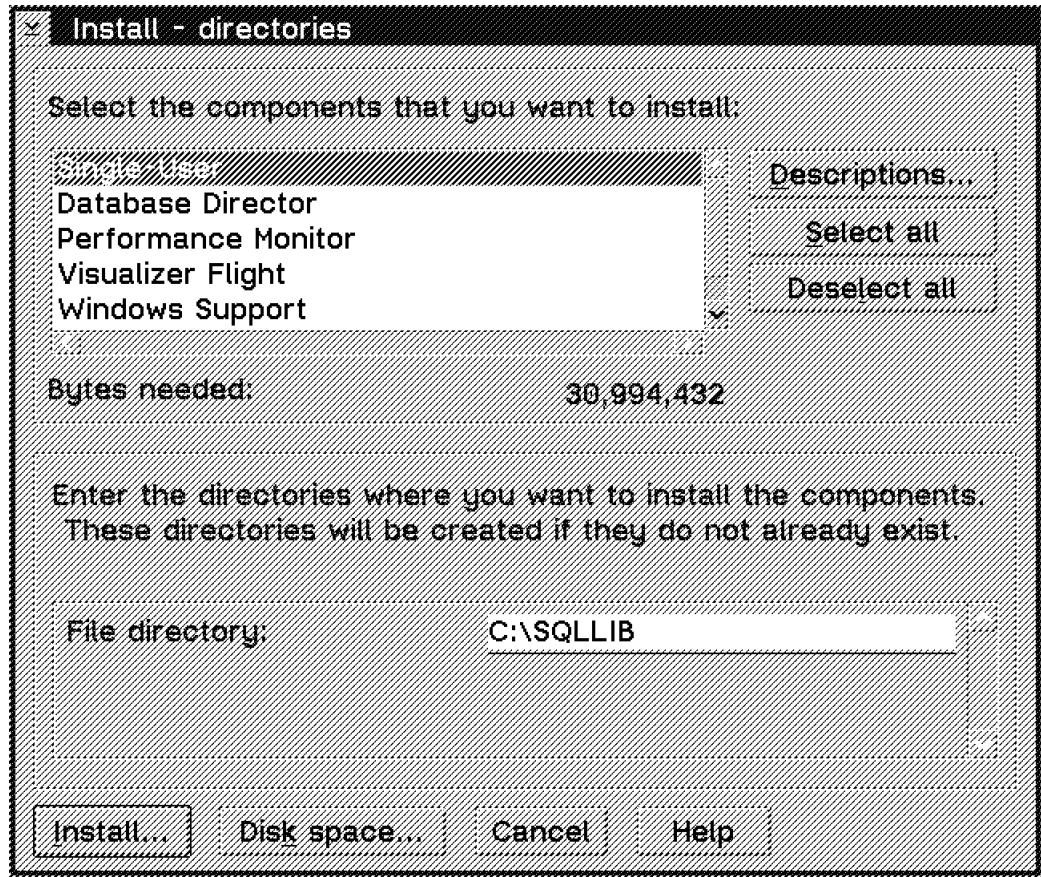 Install - directories
Select the components that you want to install:
Single-User
Database Director
Performance Monitor
Visualizer Flight
Windows Support
Descriptions...
Select all
Deselect all
Bytes needed: 30,994,432
Enter the directories where you want to install the components.
These directories will be created if they do not already exist.
File directory: C:\SQLLIB
Install... Disk space... Cancel Help